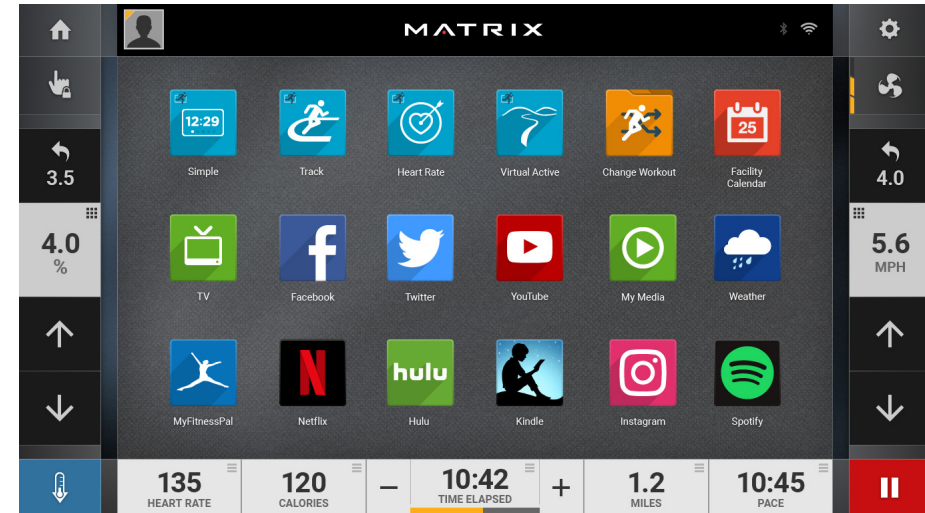 MATRIX
3.5
4.0
%
12:29
Simple
Track
Heart Rate
Virtual Active
Change Workout
25
Facility
Calendar
TV
f
Facebook
Twitter
YouTube
My Media
Weather
MyFitnessPal
N
Netflix
hulu
Hulu
Kindle
Instagram
Spotify
4.0
5.6
MPH
135
HEART RATE
120
CALORIES
− 10:42 +
TIME ELAPSED
1.2
MILES
10:45
PACE